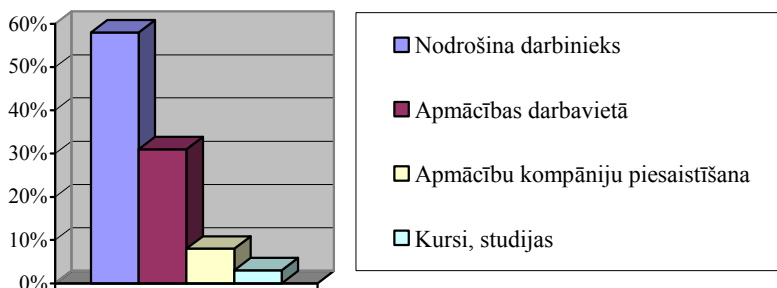 60%
50%
40%
30%
20%
10%
0%
Nodrošina darbinieks
Apmācības darbavietā
Apmācību kompāniju piesaistīšana
Kursi, studijas